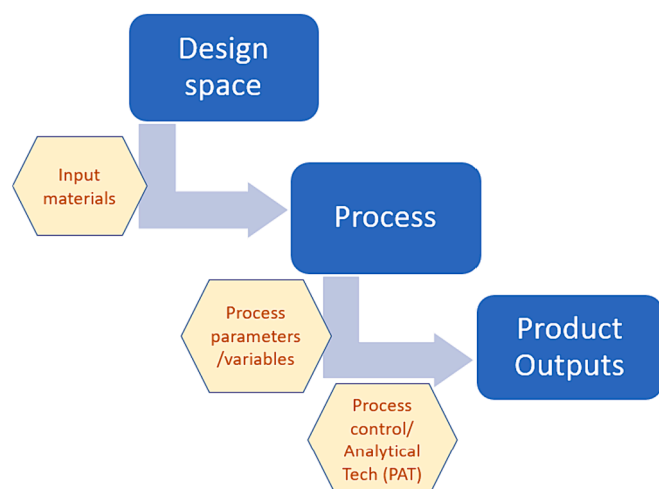 Design
space
Input
materials
Process
Process
parameters
/variables
Product
Outputs
Process
control/
Analytical
Tech (PAT)